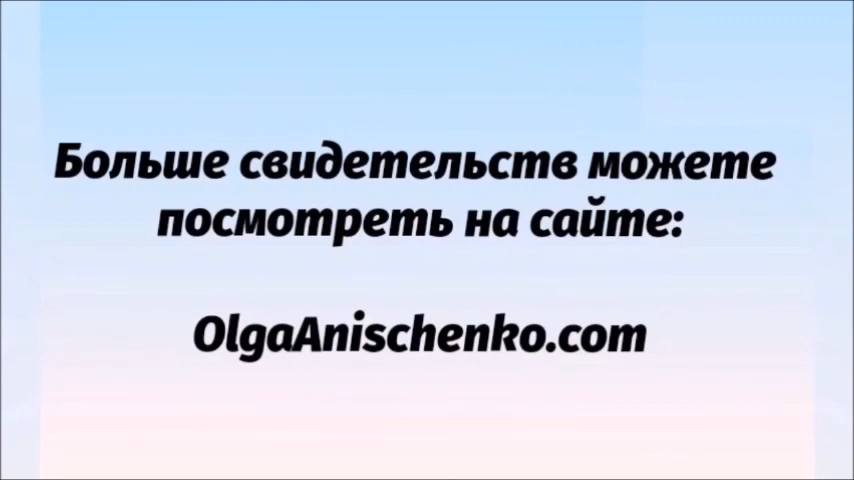 Больше свидетельств можете
посмотреть на сайте:
OlgaAnischenko.com